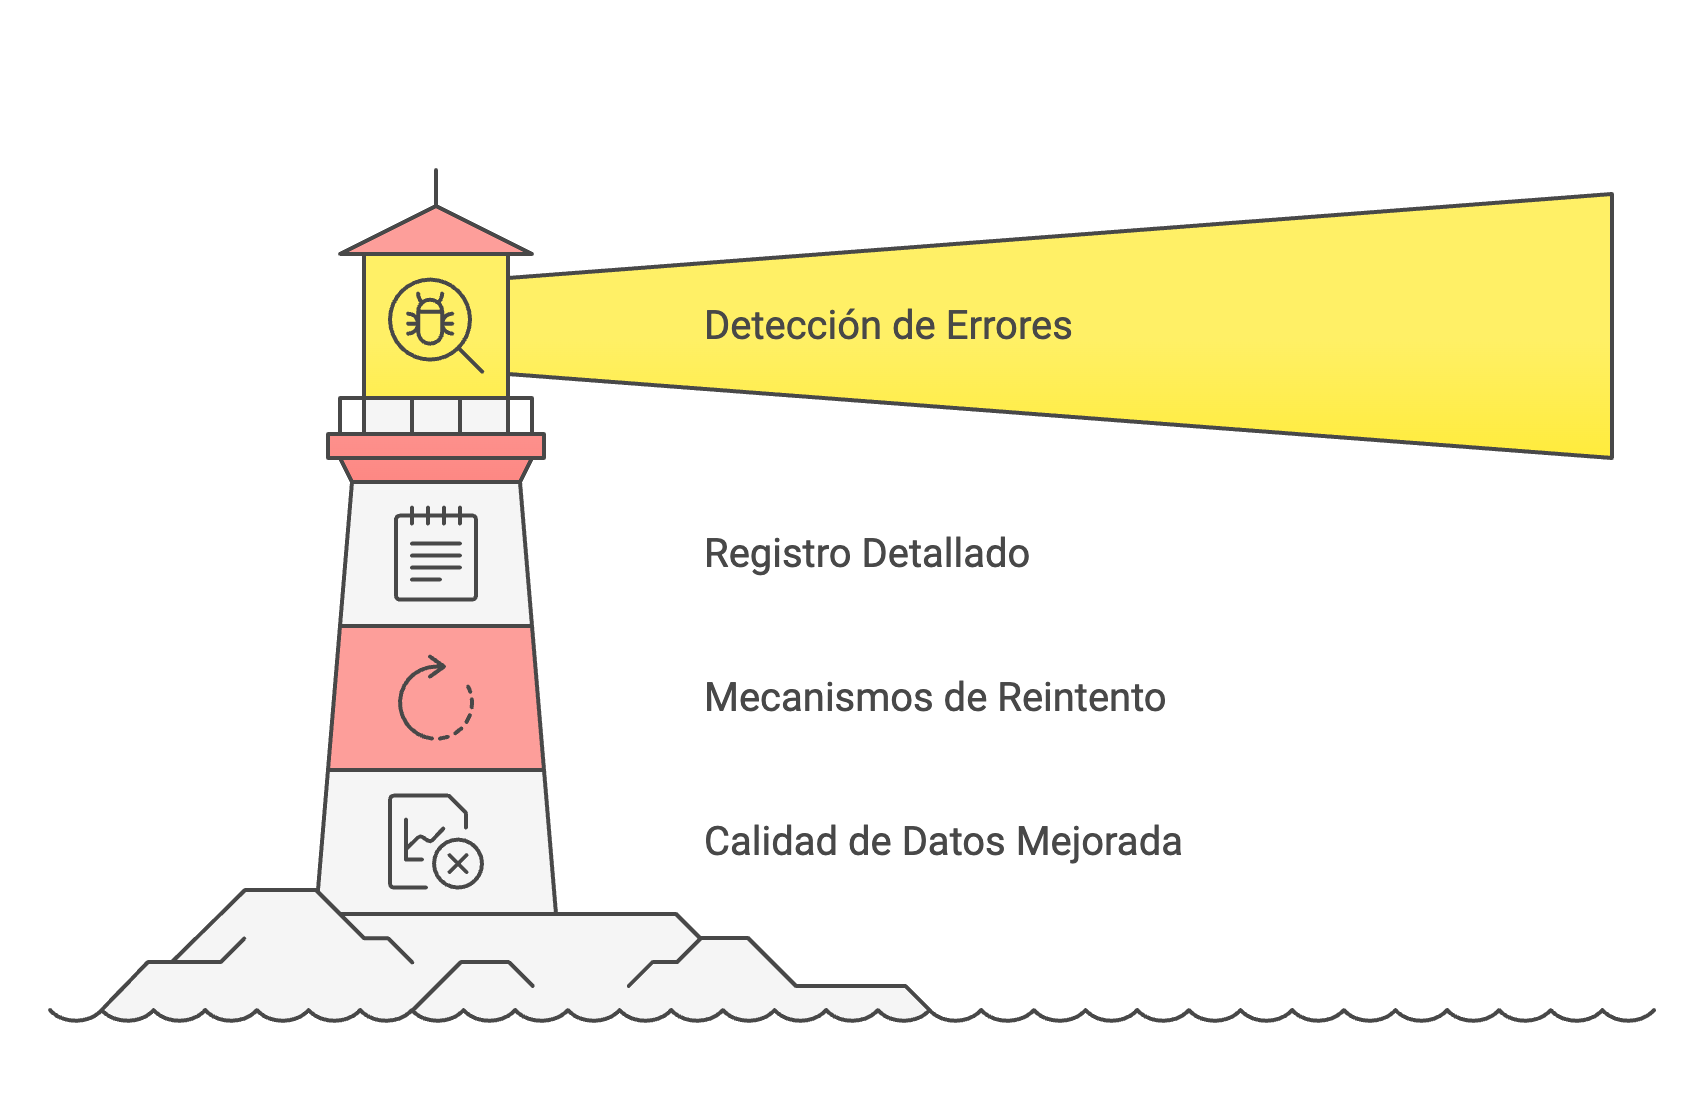 Detección de Errores
Registro Detallado
Mecanismos de Reintento
Calidad de Datos Mejorada